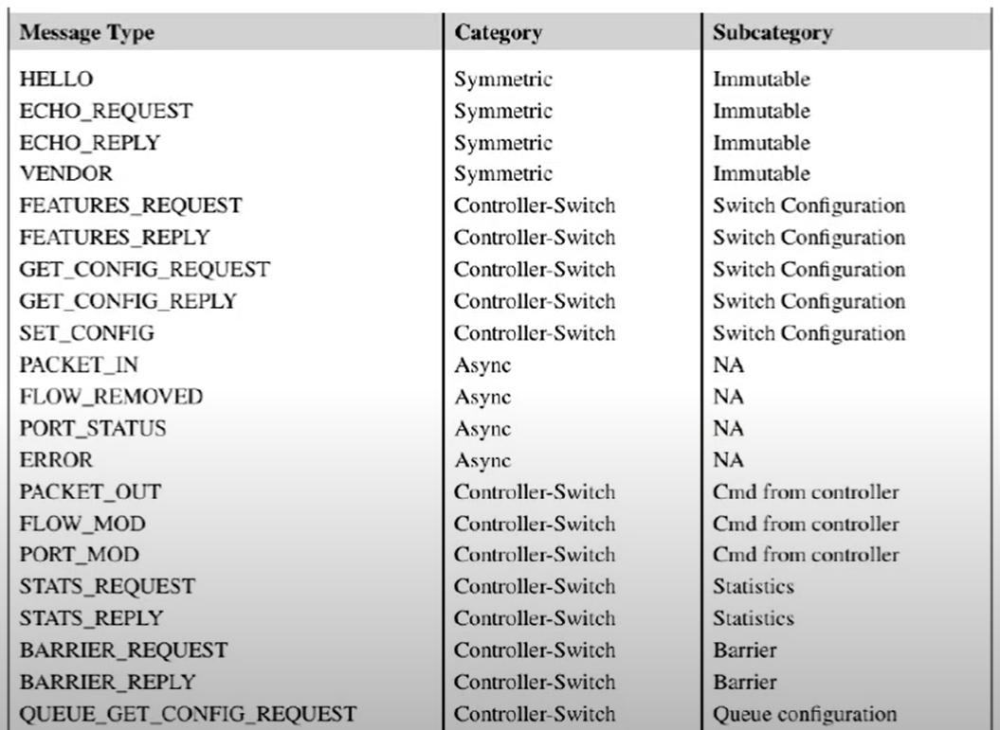 Message Type Category Subcategory
HELLO Symmetric Immutable
ECHO_REQUEST Symmetric Immutable
ECHO_REPLY Symmetric Immutable
VENDOR Symmetric Immutable
FEATURES_REQUEST Controller-Switch Switch Configuration
FEATURES_REPLY Controller-Switch Switch Configuration
GET_CONFIG_REQUEST Controller-Switch Switch Configuration
GET_CONFIG_REPLY Controller-Switch Switch Configuration
SET_CONFIG Controller-Switch Switch Configuration
PACKET_IN Async NA
FLOW_REMOVED Async NA
PORT_STATUS Async NA
ERROR Async NA
PACKET_OUT Controller-Switch Cmd from controller
FLOW_MOD Controller-Switch Cmd from controller
PORT_MOD Controller-Switch Cmd from controller
STATS_REQUEST Controller-Switch Statistics
STATS_REPLY Controller-Switch Statistics
BARRIER_REQUEST Controller-Switch Barrier
BARRIER_REPLY Controller-Switch Barrier
QUEUE_GET_CONFIG_REQUEST Controller-Switch Queue configuration